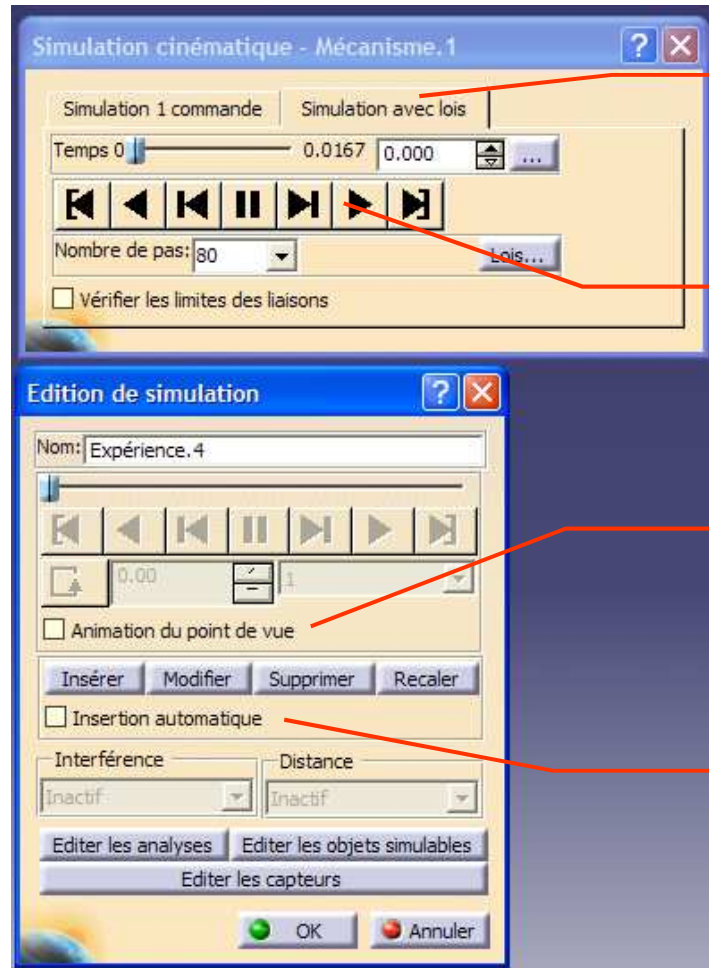 Simulation cinématique - Mécanisme.1
Simulation 1 commande Simulation avec lois
Temps 0 0.0167 0.000 ...
Nombre de pas: 80 Lois...
Vérifier les limites des liaisons
Edition de simulation
Nom: Expérience.4
0.00 1
Animation du point de vue
Insérer Modifier Supprimer Recaler
Insertion automatique
Interférence Distance
Inactif Inactif
Editer les analyses Editer les objets simulables
Editer les capteurs
OK Annuler